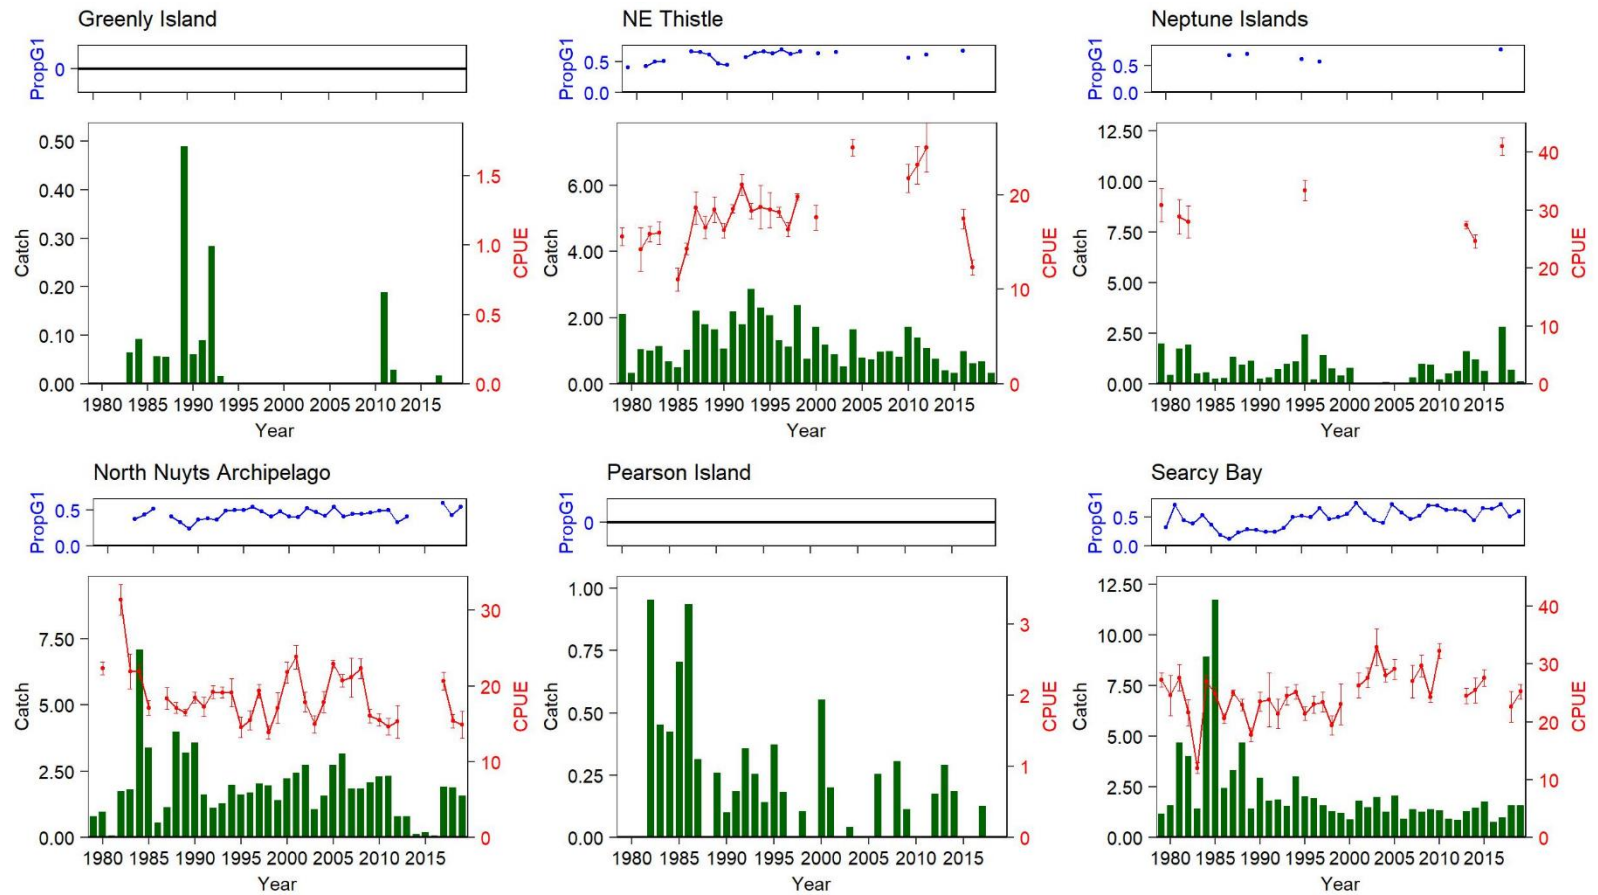 Greenly Island
PropG1
0
Catch
0.50
0.40
0.30
0.20
0.10
0.00
1.5
1.0
0.5
0.0
CPUE
1980 1985 1990 1995 2000 2005 2010 2015
Year
NE Thistle
PropG1
0.5
0.0
Catch
6.00
4.00
2.00
0.00
20
10
0
CPUE
1980 1985 1990 1995 2000 2005 2010 2015
Year
Neptune Islands
PropG1
0.5
0.0
Catch
12.50
10.00
7.50
5.00
2.50
0.00
40
30
20
10
0
CPUE
1980 1985 1990 1995 2000 2005 2010 2015
Year
North Nuyts Archipelago
PropG1
0.5
0.0
Catch
7.50
5.00
2.50
0.00
30
20
10
0
CPUE
1980 1985 1990 1995 2000 2005 2010 2015
Year
Pearson Island
PropG1
0
Catch
1.00
0.75
0.50
0.25
0.00
3
2
1
0
CPUE
1980 1985 1990 1995 2000 2005 2010 2015
Year
Searcy Bay
PropG1
0.5
0.0
Catch
12.50
10.00
7.50
5.00
2.50
0.00
40
30
20
10
0
CPUE
1980 1985 1990 1995 2000 2005 2010 2015
Year